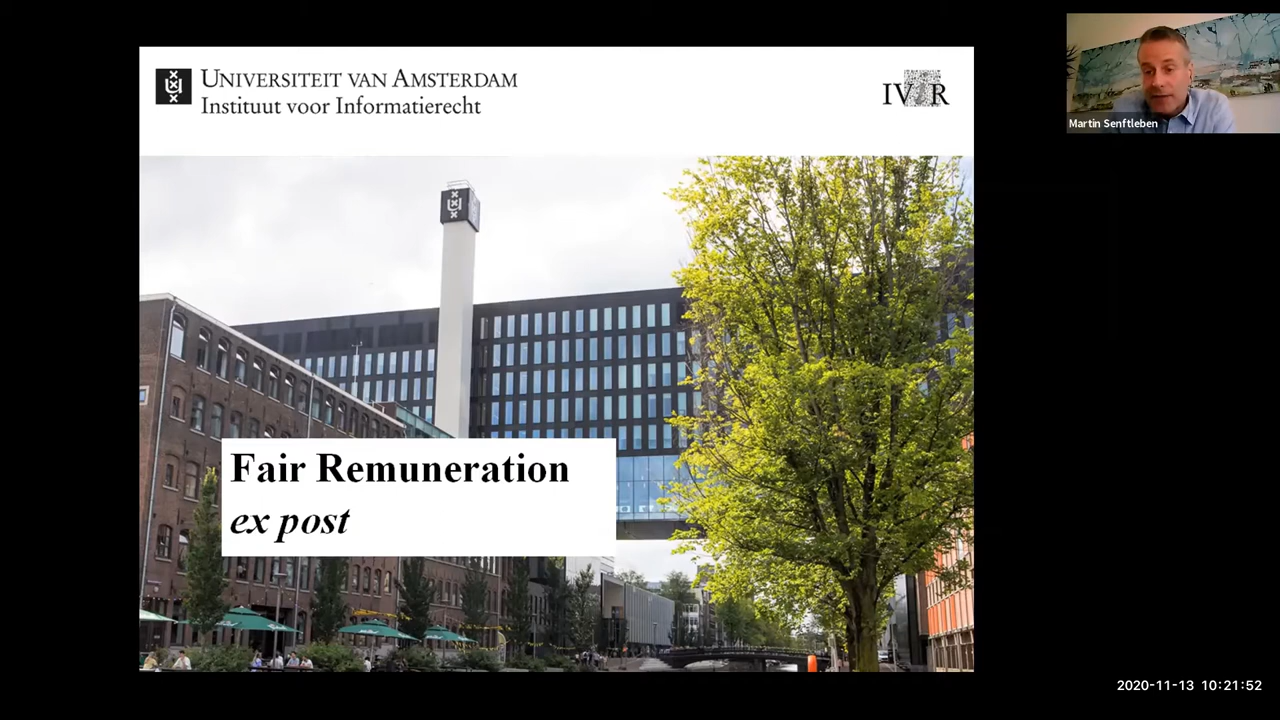 UNIVERSITEIT VAN AMSTERDAM
Instituut voor Informatierecht
IViR
Fair Remuneration
ex post
Martin Senftleben
2020-11-13 10:21:52